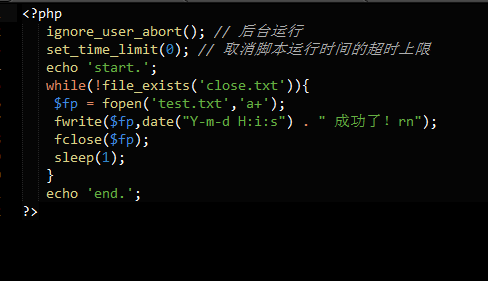 <?php
ignore_user_abort(); // 后台运行
set_time_limit(0); // 取消脚本运行时间的超时上限
echo 'start.';
while(!file_exists('close.txt')){
$fp = fopen('test.txt','a+');
fwrite($fp,date("Y-m-d H:i:s") . " 成功了！rn");
fclose($fp);
sleep(1);
}
echo 'end.';
?>